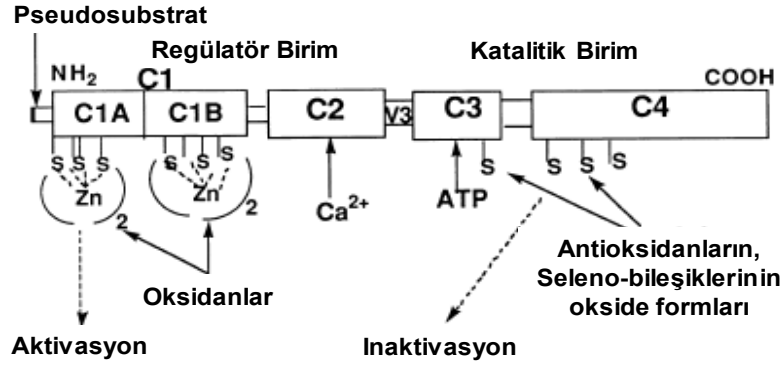 Pseudosubstrat
Regülatör Birim
Katalitik Birim
NH2
C1
COOH
C1A
C1B
C2
V3
C3
C4
S S S
S S S
S
S S S
Zn
Zn
2
2
Ca2+
ATP
Oksidanlar
Antioksidanların,
Seleno-bileşiklerinin
okside formları
Aktivasyon
Inaktivasyon